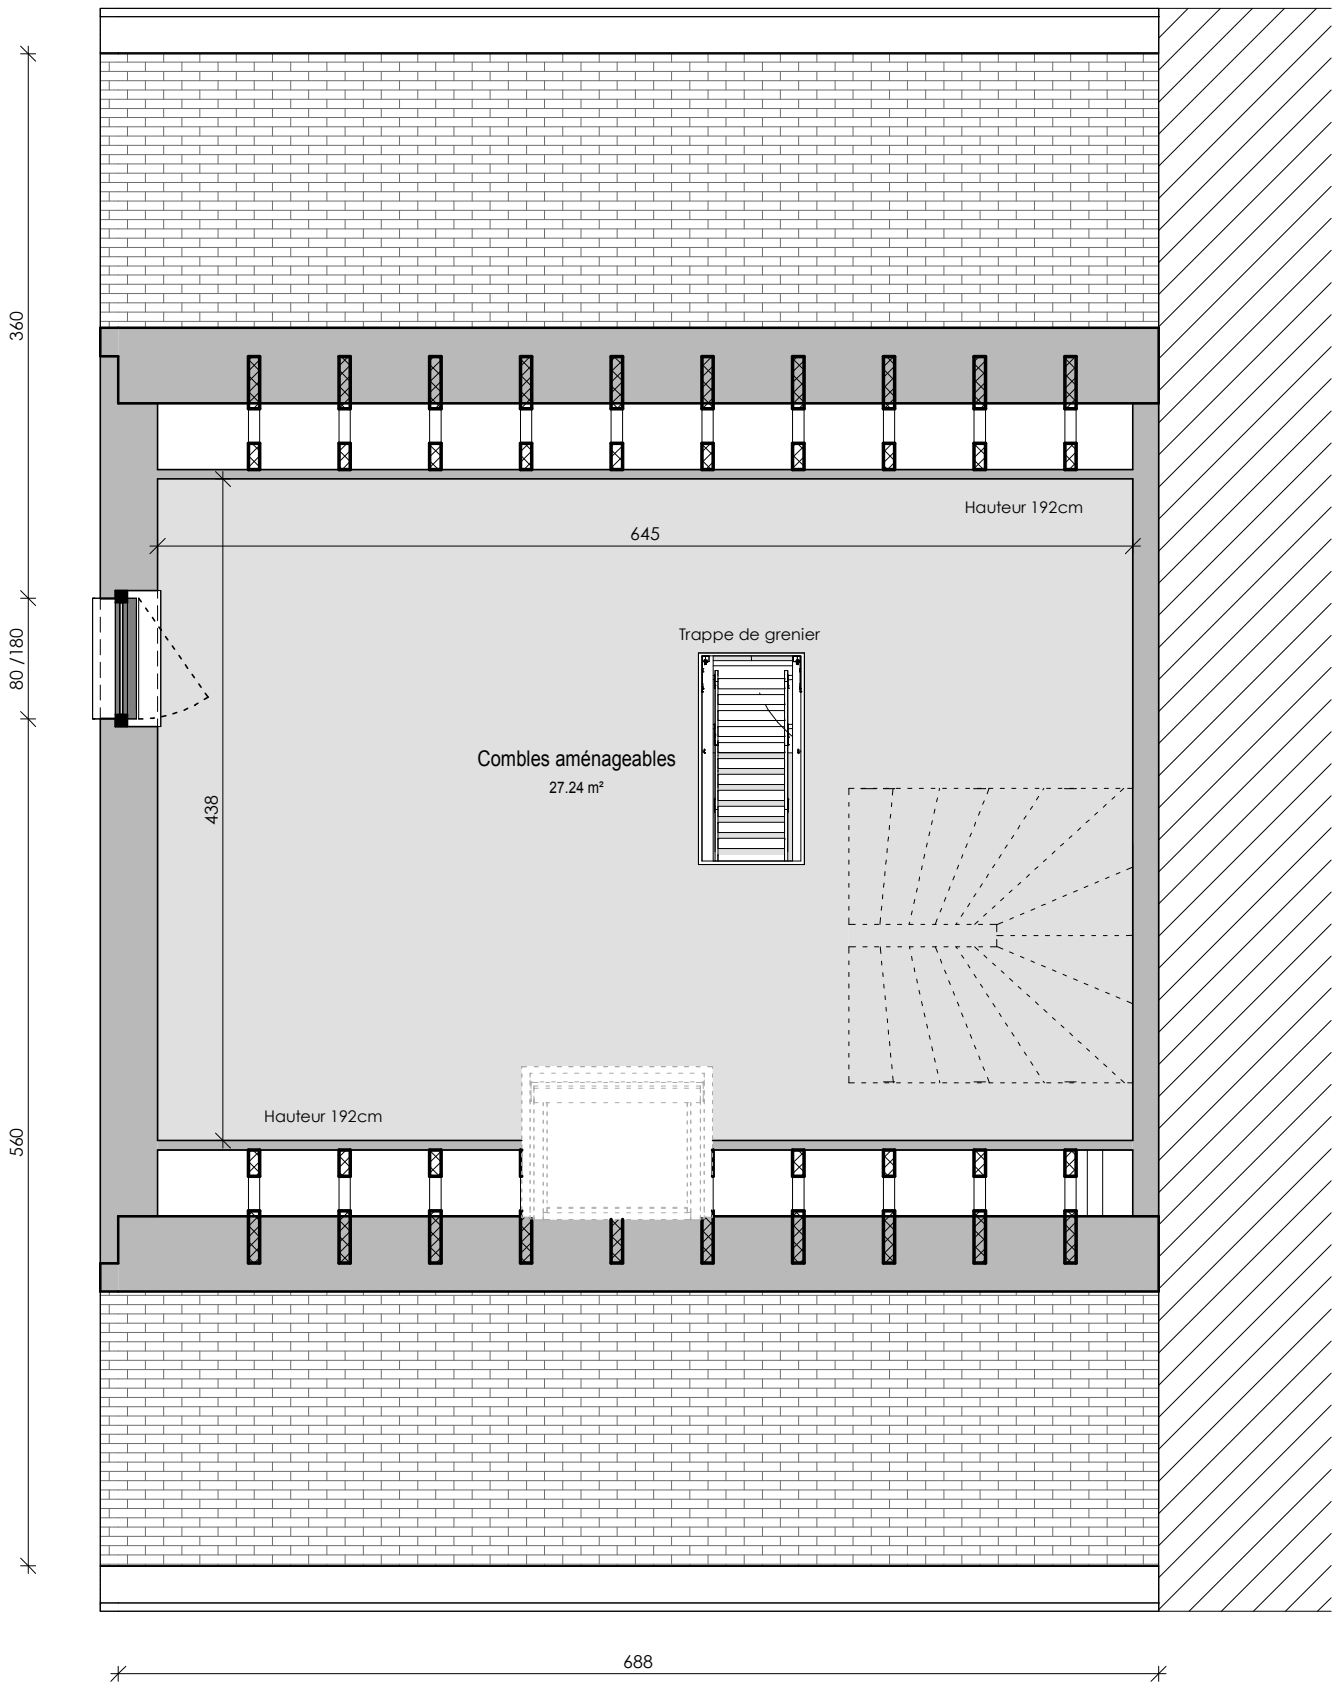 360
Hauteur 192cm
645
Trappe de grenier
80 /180
Combles aménageables
27.24 m²
438
Hauteur 192cm
560
688